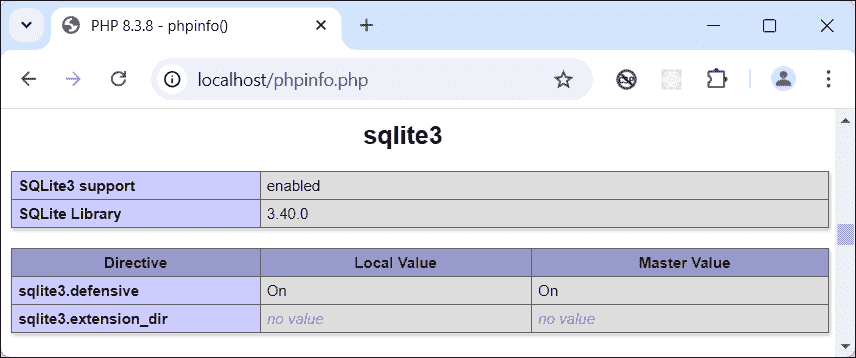 PHP 8.3.8 - phpinfo()
localhost/phpinfo.php
sqlite3
SQLite3 support enabled
SQLite Library 3.40.0
Directive Local Value Master Value
sqlite3.defensive On On
sqlite3.extension_dir no value no value